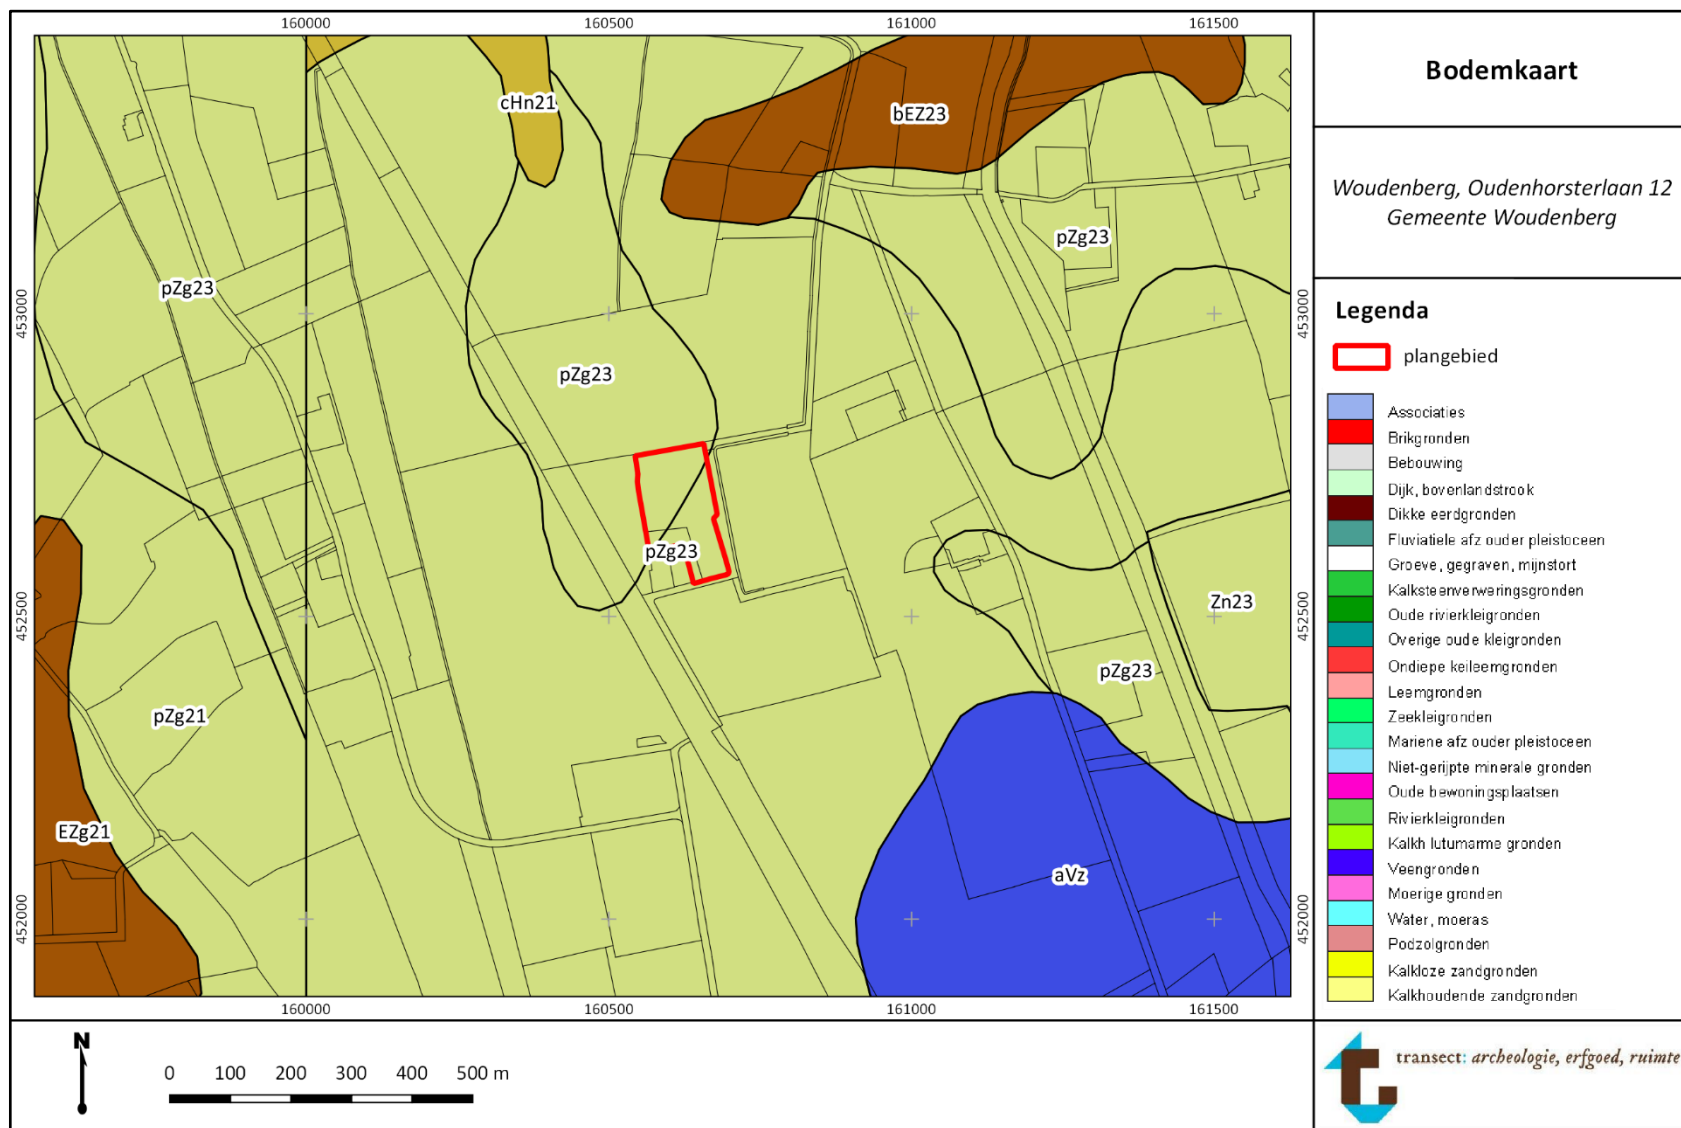 160000
160500
161000
161500
Bodemkaart
Woudenberg, Oudenhorsterlaan 12
Gemeente Woudenberg
cHn21
bEZ23
pZg23
pZg23
453000
453000
Legenda
plangebied
pZg23
Associaties
Brikgronden
Bebouwing
Dijk, bovenlandstrook
Dikke eerdgronden
Fluviatiele afz ouder pleistoceen
Groeve, gegraven, mijnstort
Kalksteenverweringsgronden
Oude rivierkleigronden
Overige oude kleigronden
Ondiepe keileemgronden
Leemgronden
Zeekleigronden
Mariene afz ouder pleistoceen
Niet-gerijpte minerale gronden
Oude bewoningsplaatsen
Rivierkleigronden
Kalkh lutumarme gronden
Veengronden
Moerige gronden
Water, moeras
Podzolgronden
Kalkloze zandgronden
Kalkhoudende zandgronden
pZg23
Zn23
452500
452500
pZg23
pZg21
EZg21
aVz
452000
452000
160000
160500
161000
161500
N
0 100 200 300 400 500 m
transect: archeologie, erfgoed, ruimte